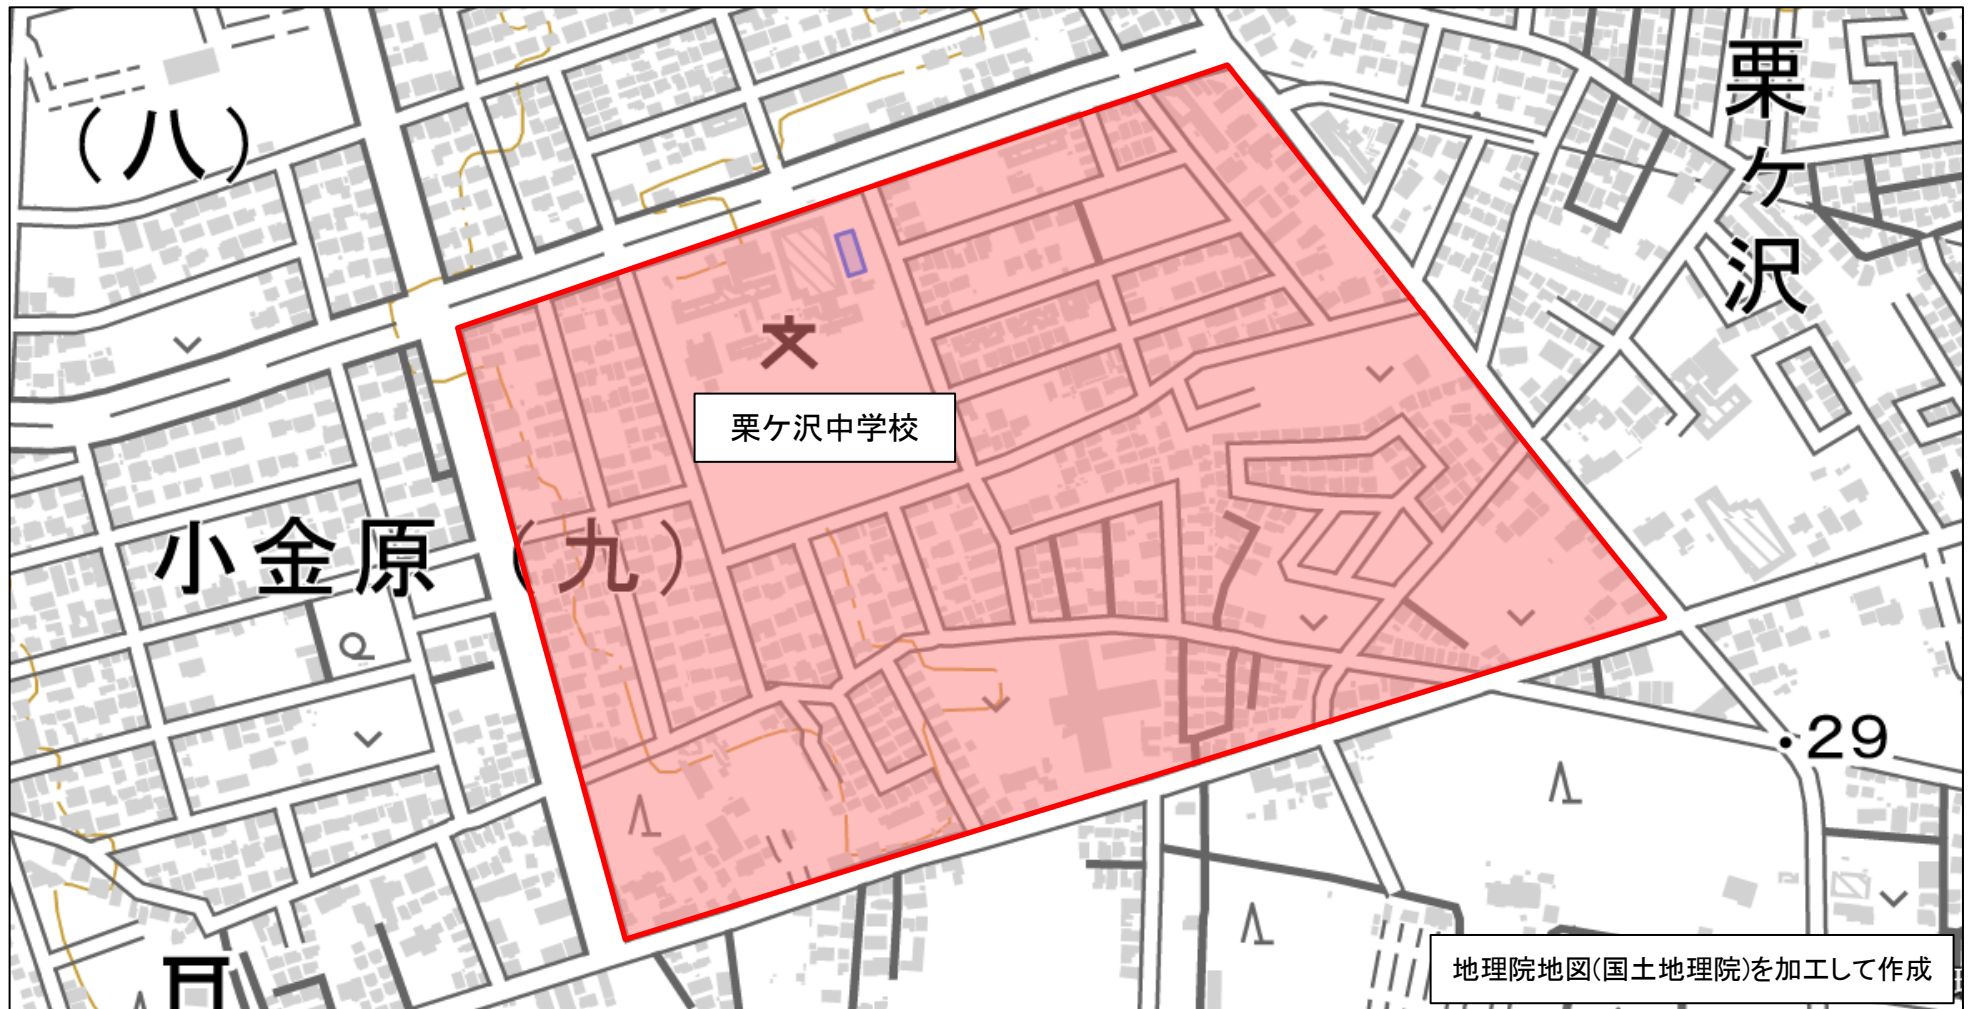 （八）
栗ケ沢
栗ケ沢中学校
小金原（九）
29
地理院地図(国土地理院)を加工して作成